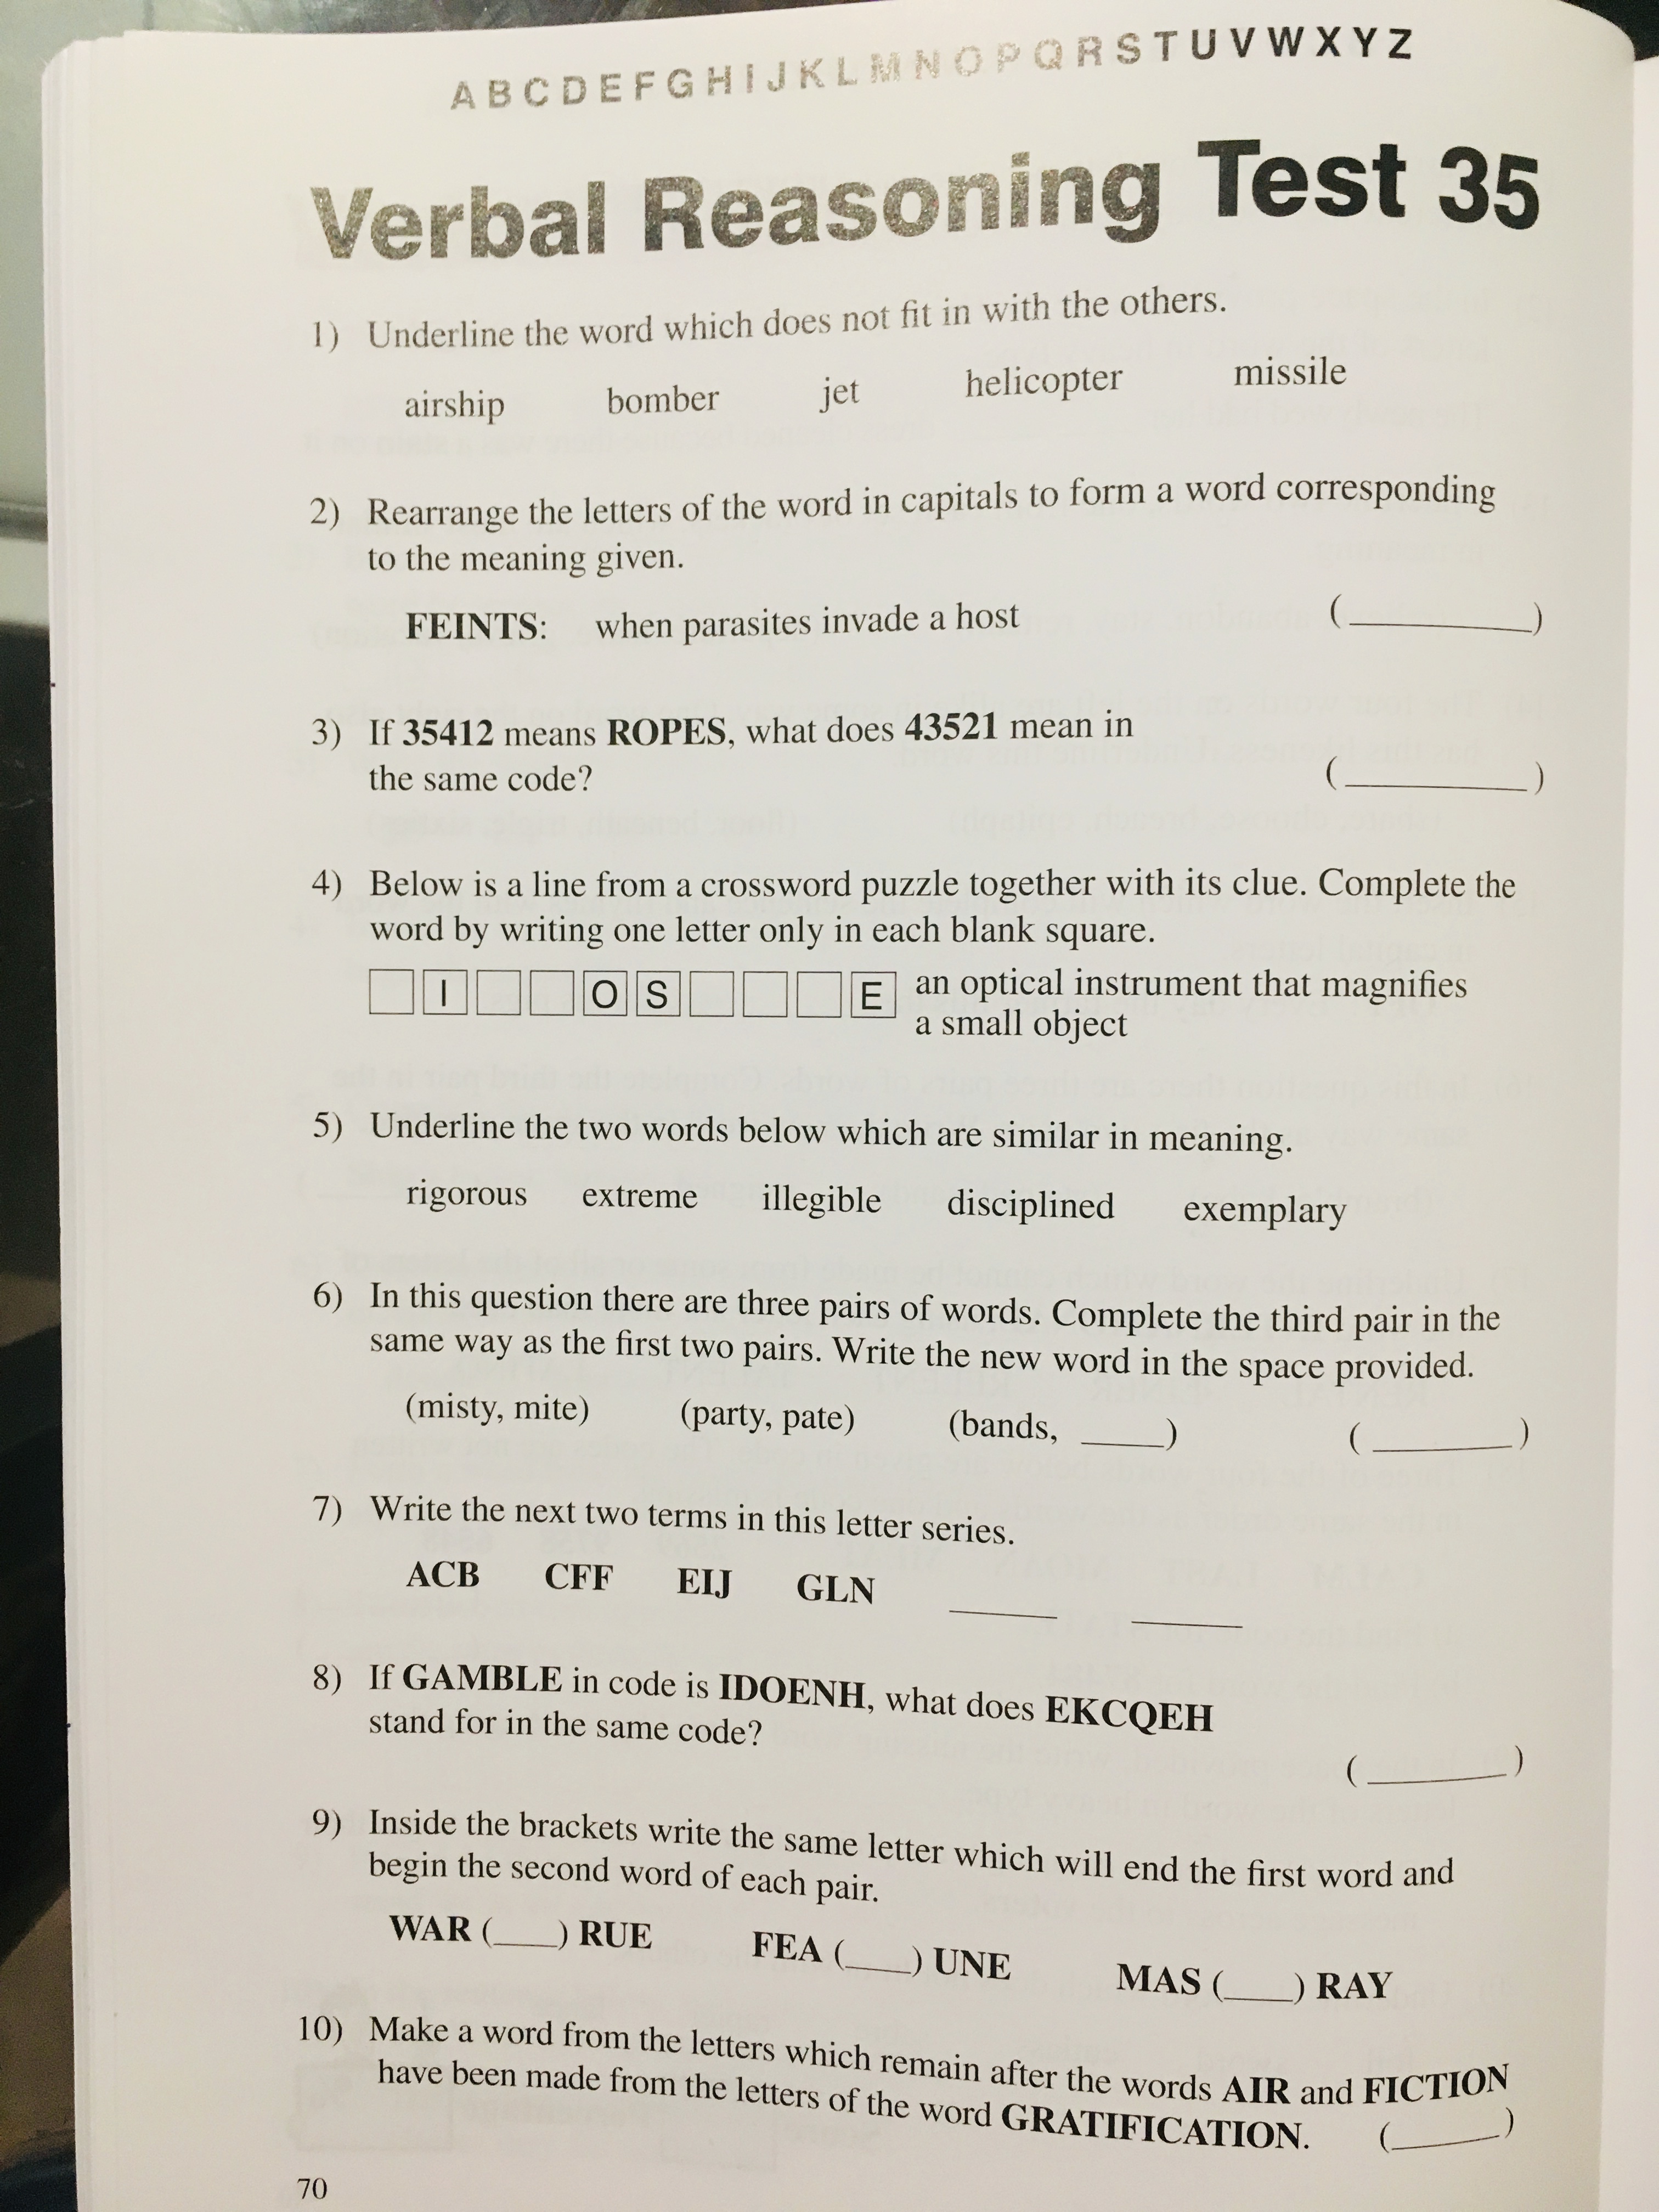 A B C D E F G H I J K L M N O P Q R S T U V W X Y Z
Verbal Reasoning Test 35
1) Underline the word which does not fit in with the others.
airship bomber jet helicopter missile
2) Rearrange the letters of the word in capitals to form a word corresponding
to the meaning given.
FEINTS: when parasites invade a host (________)
3) If 35412 means ROPES, what does 43521 mean in
the same code? (________)
4) Below is a line from a crossword puzzle together with its clue. Complete the
word by writing one letter only in each blank square.
I O S E an optical instrument that magnifies
a small object
5) Underline the two words below which are similar in meaning.
rigorous extreme illegible disciplined exemplary
6) In this question there are three pairs of words. Complete the third pair in the
same way as the first two pairs. Write the new word in the space provided.
(misty, mite) (party, pate) (bands, ____) (______)
7) Write the next two terms in this letter series.
ACB CFF EIJ GLN _____ _____
8) If GAMBLE in code is IDOENH, what does EKCQEH
stand for in the same code?
(______)
9) Inside the brackets write the same letter which will end the first word and
begin the second word of each pair.
WAR (___) RUE FEA (___) UNE MAS (___) RAY
10) Make a word from the letters which remain after the words AIR and FICTION
have been made from the letters of the word GRATIFICATION. (_____)
70